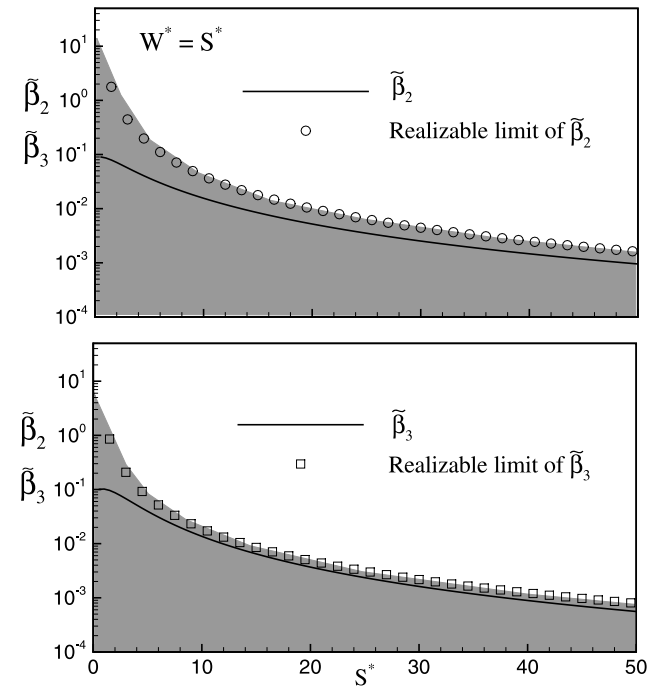 10¹
W* = S*
β̃₂
10⁰
β̃₂
Realizable limit of β̃₂
β̃₃
10⁻¹
10⁻²
10⁻³
10⁻⁴
10¹
β̃₂
10⁰
β̃₃
Realizable limit of β̃₃
β̃₃
10⁻¹
10⁻²
10⁻³
10⁻⁴
0 10 20 30 40 50
S*